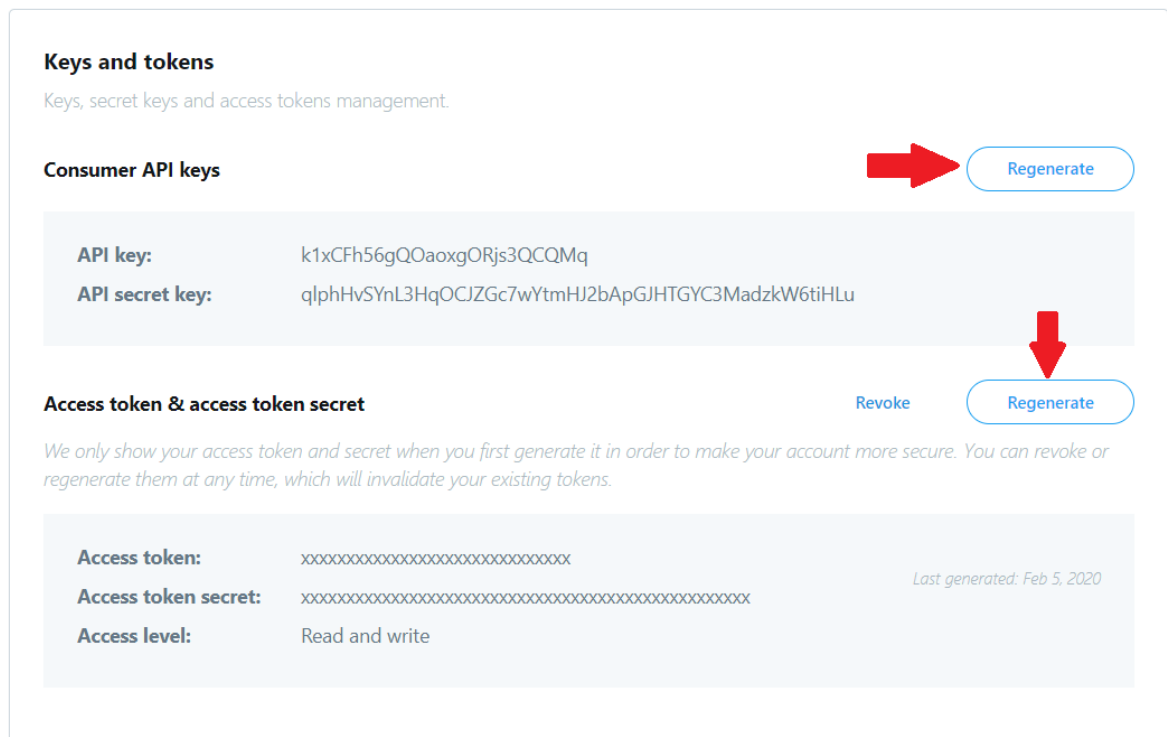 Keys and tokens
Keys, secret keys and access tokens management.
Consumer API keys
Regenerate
API key: k1xCFh56gQOaoxgORjs3QCQMq
API secret key: qlphHvSYnL3HqOCJZGc7wYtmHJ2bApGJHTGYC3MadzkW6tiHLu
Access token & access token secret
Revoke
Regenerate
We only show your access token and secret when you first generate it in order to make your account more secure. You can revoke or
regenerate them at any time, which will invalidate your existing tokens.
Access token: xxxxxxxxxxxxxxxxxxxxxxxxxxxxxx
Last generated: Feb 5, 2020
Access token secret: xxxxxxxxxxxxxxxxxxxxxxxxxxxxxxxxxxxxxxxxxxxxxxxxxx
Access level: Read and write